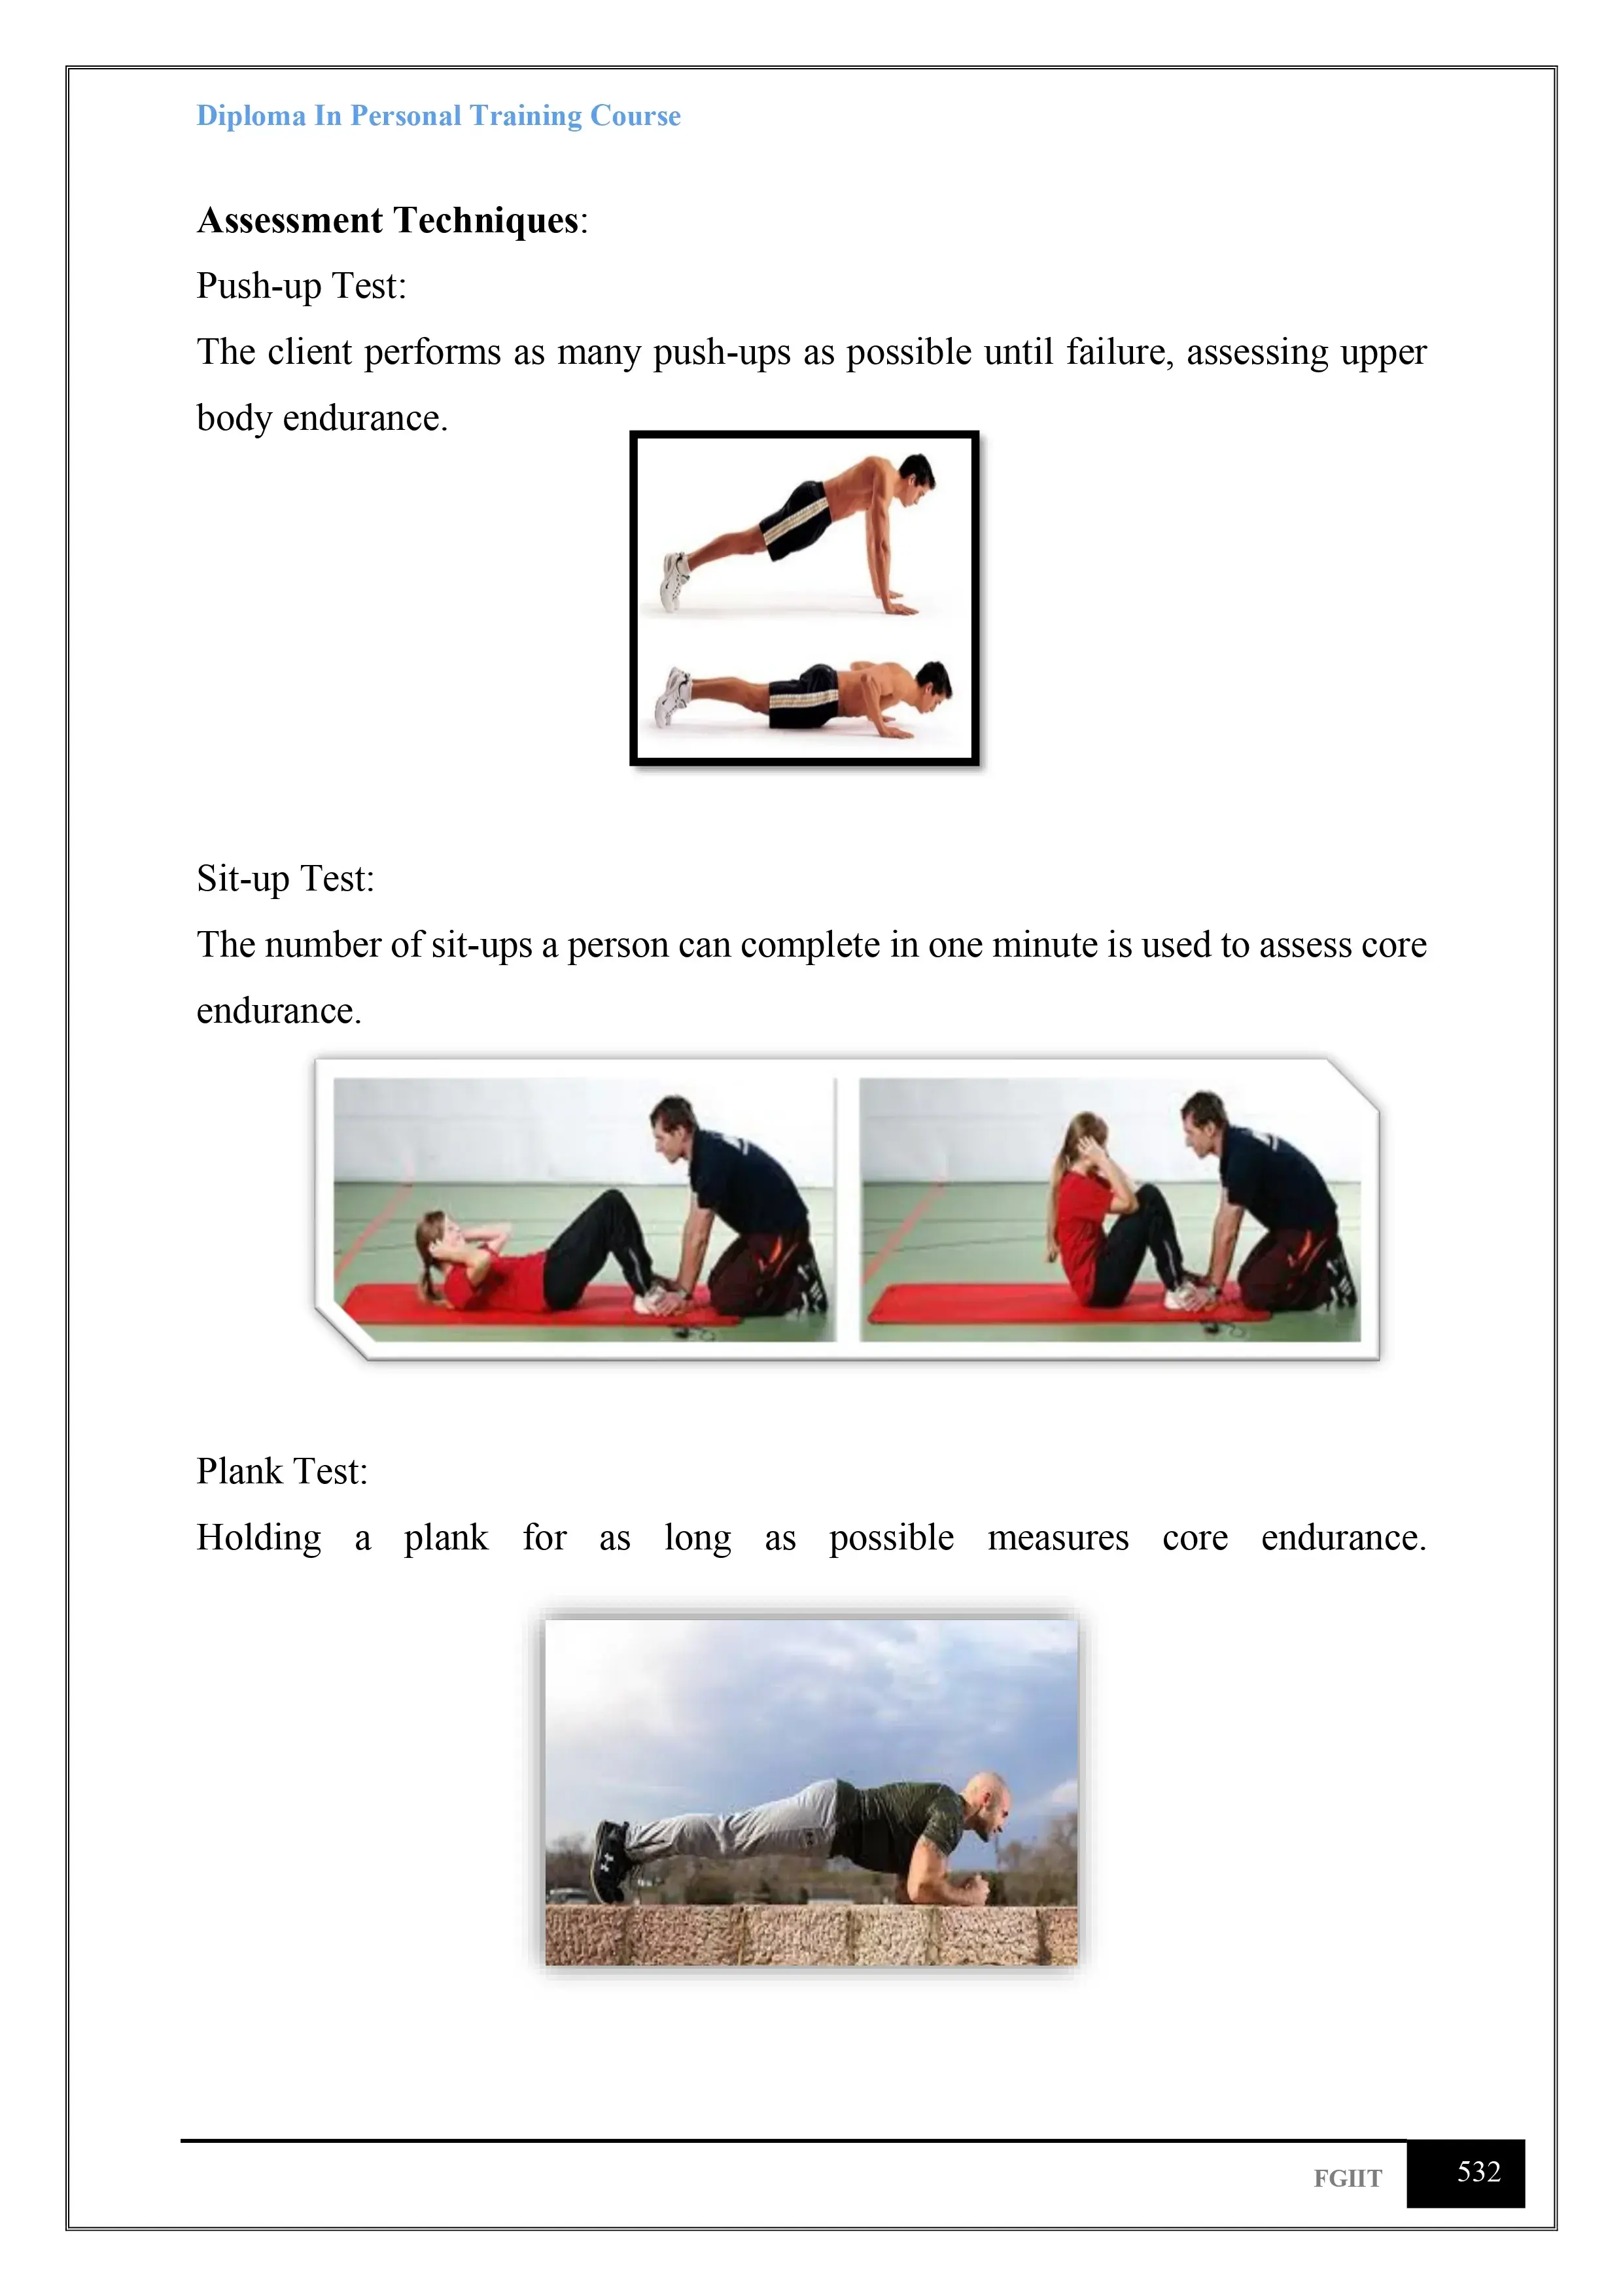 Diploma In Personal Training Course
Assessment Techniques:
Push-up Test:
The client performs as many push-ups as possible until failure, assessing upper
body endurance.
Sit-up Test:
The number of sit-ups a person can complete in one minute is used to assess core
endurance.
Plank Test:
Holding a plank for as long as possible measures core endurance.
FGIIT
532